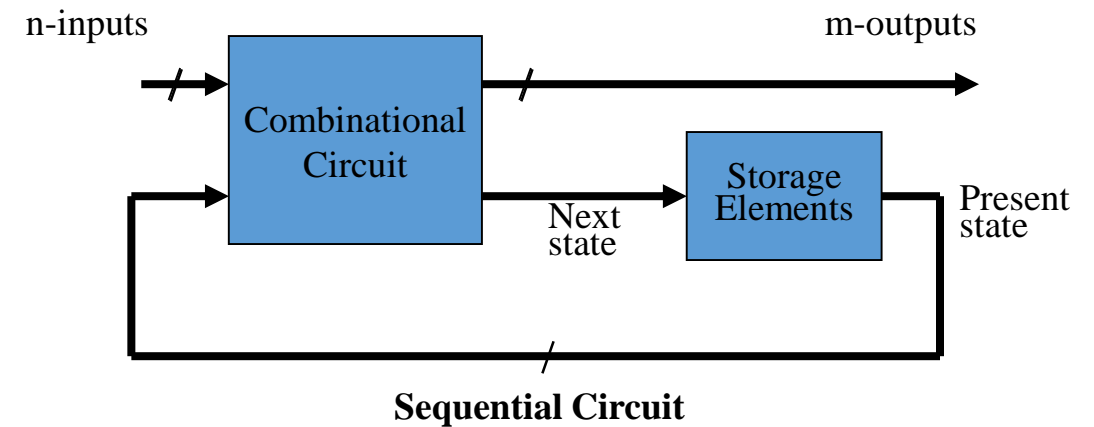 n-inputs
m-outputs
Combinational
Circuit
Storage
Elements
Next
state
Present
state
Sequential Circuit